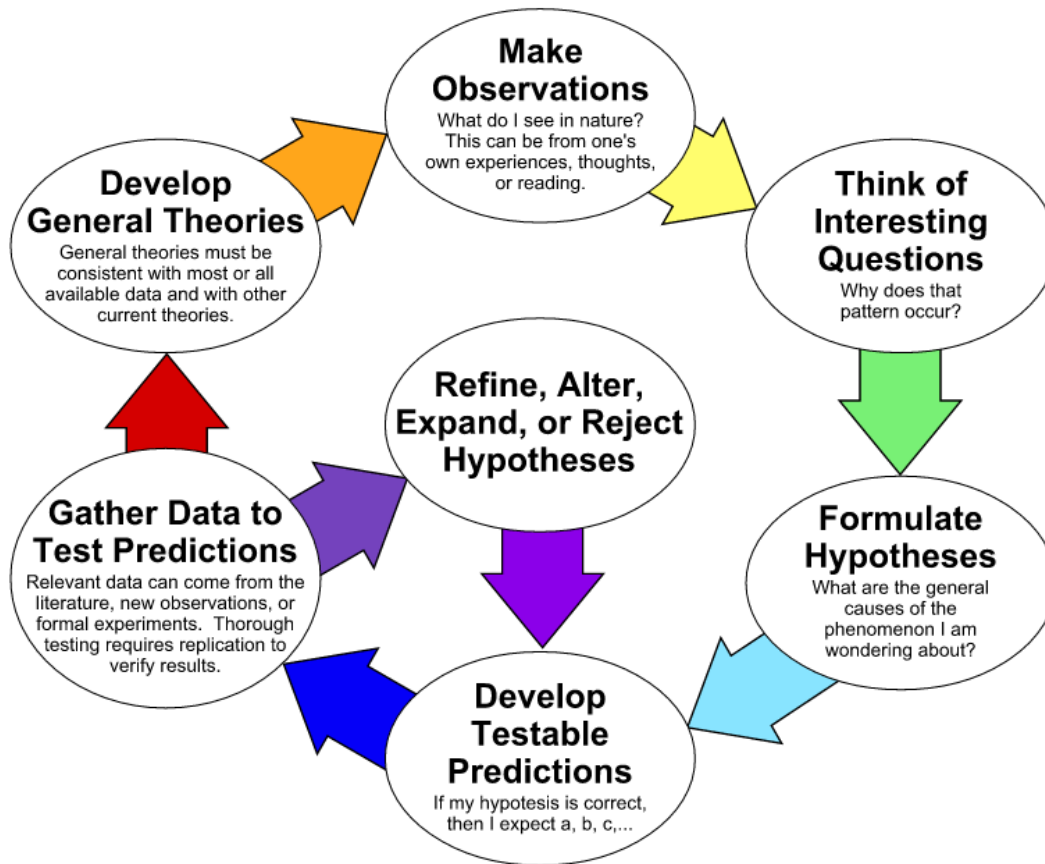 Make
Observations
What do I see in nature?
This can be from one's
own experiences, thoughts,
or reading.
Think of
Interesting
Questions
Why does that
pattern occur?
Formulate
Hypotheses
What are the general
causes of the
phenomenon I am
wondering about?
Develop
Testable
Predictions
If my hypotesis is correct,
then I expect a, b, c,...
Gather Data to
Test Predictions
Relevant data can come from the
literature, new observations, or
formal experiments. Thorough
testing requires replication to
verify results.
Refine, Alter,
Expand, or Reject
Hypotheses
Develop
General Theories
General theories must be
consistent with most or all
available data and with other
current theories.